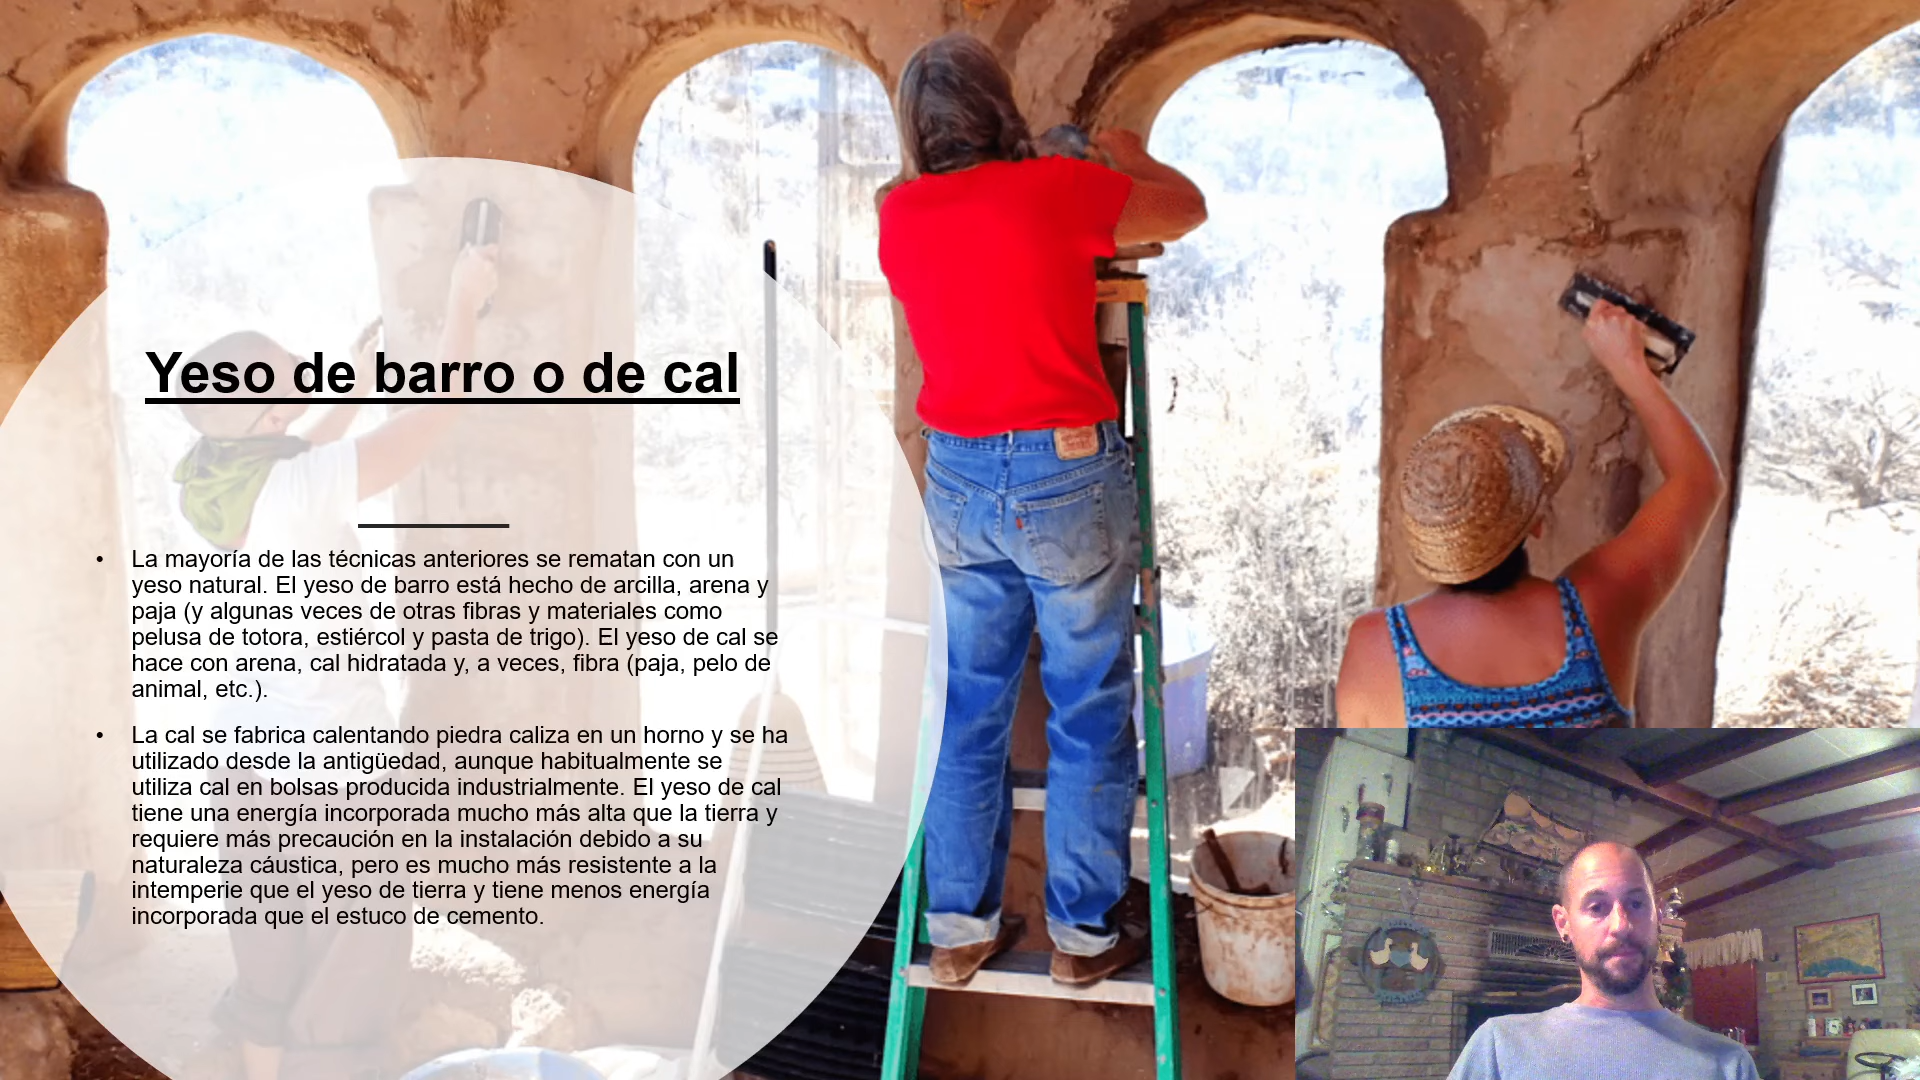 Yeso de barro o de cal
• La mayoría de las técnicas anteriores se rematan con un
yeso natural. El yeso de barro está hecho de arcilla, arena y
paja (y algunas veces de otras fibras y materiales como
pelusa de totora, estiércol y pasta de trigo). El yeso de cal se
hace con arena, cal hidratada y, a veces, fibra (paja, pelo de
animal, etc.).
• La cal se fabrica calentando piedra caliza en un horno y se ha
utilizado desde la antigüedad, aunque habitualmente se
utiliza cal en bolsas producida industrialmente. El yeso de cal
tiene una energía incorporada mucho más alta que la tierra y
requiere más precaución en la instalación debido a su
naturaleza cáustica, pero es mucho más resistente a la
intemperie que el yeso de tierra y tiene menos energía
incorporada que el estuco de cemento.